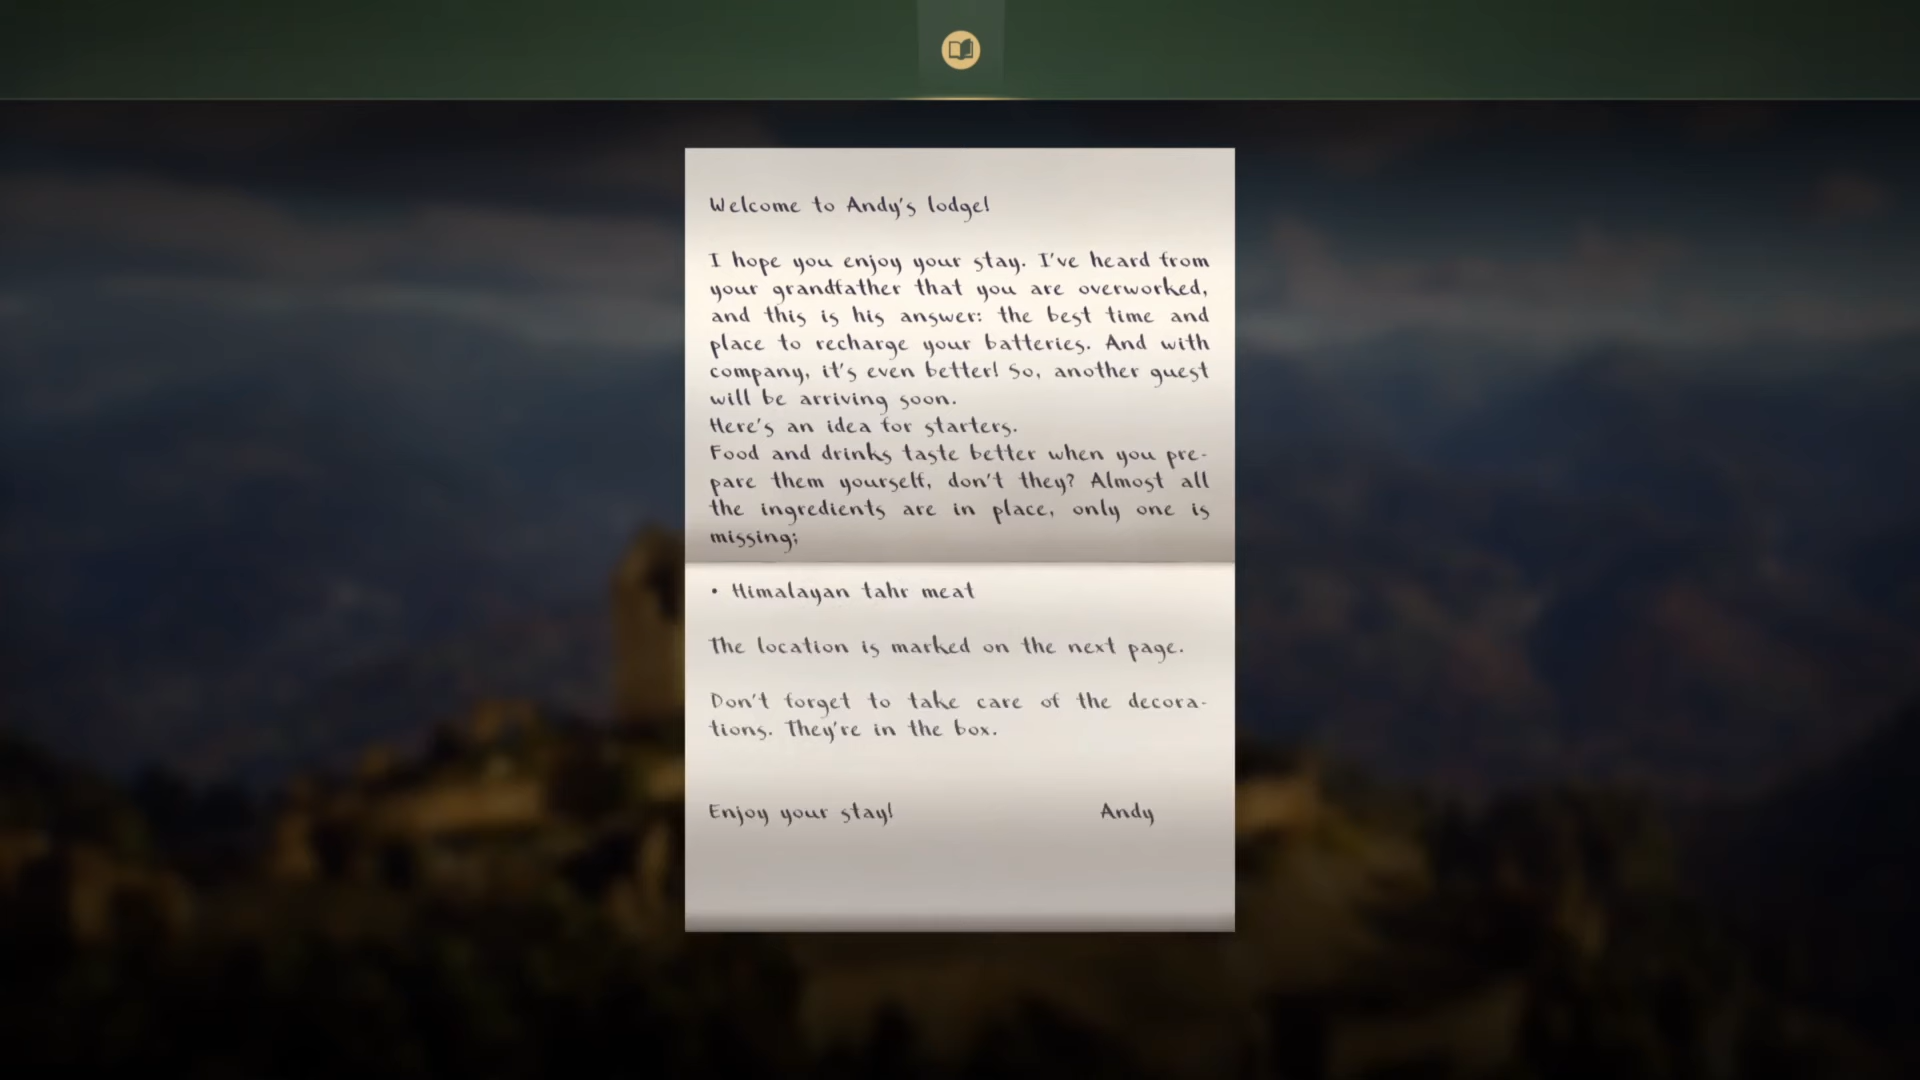 Welcome to Andy's lodge!
I hope you enjoy your stay. I've heard from
your grandfather that you are overworked,
and this is his answer: the best time and
place to recharge your batteries. And with
company, it's even better! So, another guest
will be arriving soon.
Here's an idea for starters.
Food and drinks taste better when you pre-
pare them yourself, don't they? Almost all
the ingredients are in place, only one is
missing:
• Himalayan tahr meat
The location is marked on the next page.
Don't forget to take care of the decora-
tions. They're in the box.
Enjoy your stay! Andy